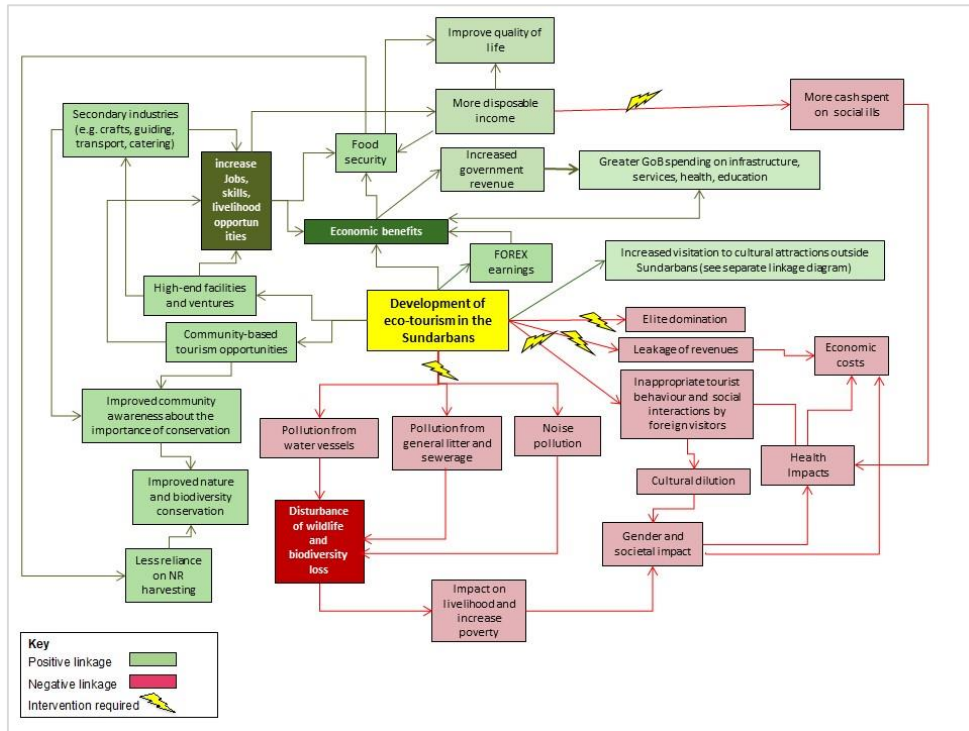 Improve quality of
life
More disposable
income
More cash spent
on social ills
Secondary industries
(e.g. crafts, guiding,
transport, catering)
Food
security
increase
Jobs,
skills,
livelihood
opportun
ities
Increased
government
revenue
Greater GoB spending on infrastructure,
services, health, education
Economic benefits
FOREX
earnings
Increased visitation to cultural attractions outside
Sundarbans (see separate linkage diagram)
High-end facilities
and ventures
Development of
eco-tourism in the
Sundarbans
Community-based
tourism opportunities
Elite domination
Leakage of revenues
Economic
costs
Improved community
awareness about the
importance of conservation
Pollution from
water vessels
Pollution from
general litter and
sewerage
Noise
pollution
Inappropriate tourist
behaviour and social
interactions by
foreign visitors
Health
Impacts
Cultural dilution
Improved nature
and biodiversity
conservation
Disturbance
of wildlife
and
biodiversity
loss
Gender and
societal impact
Less reliance
on NR
harvesting
Impact on
livelihood and
increase
poverty
Key
Positive linkage
Negative linkage
Intervention required